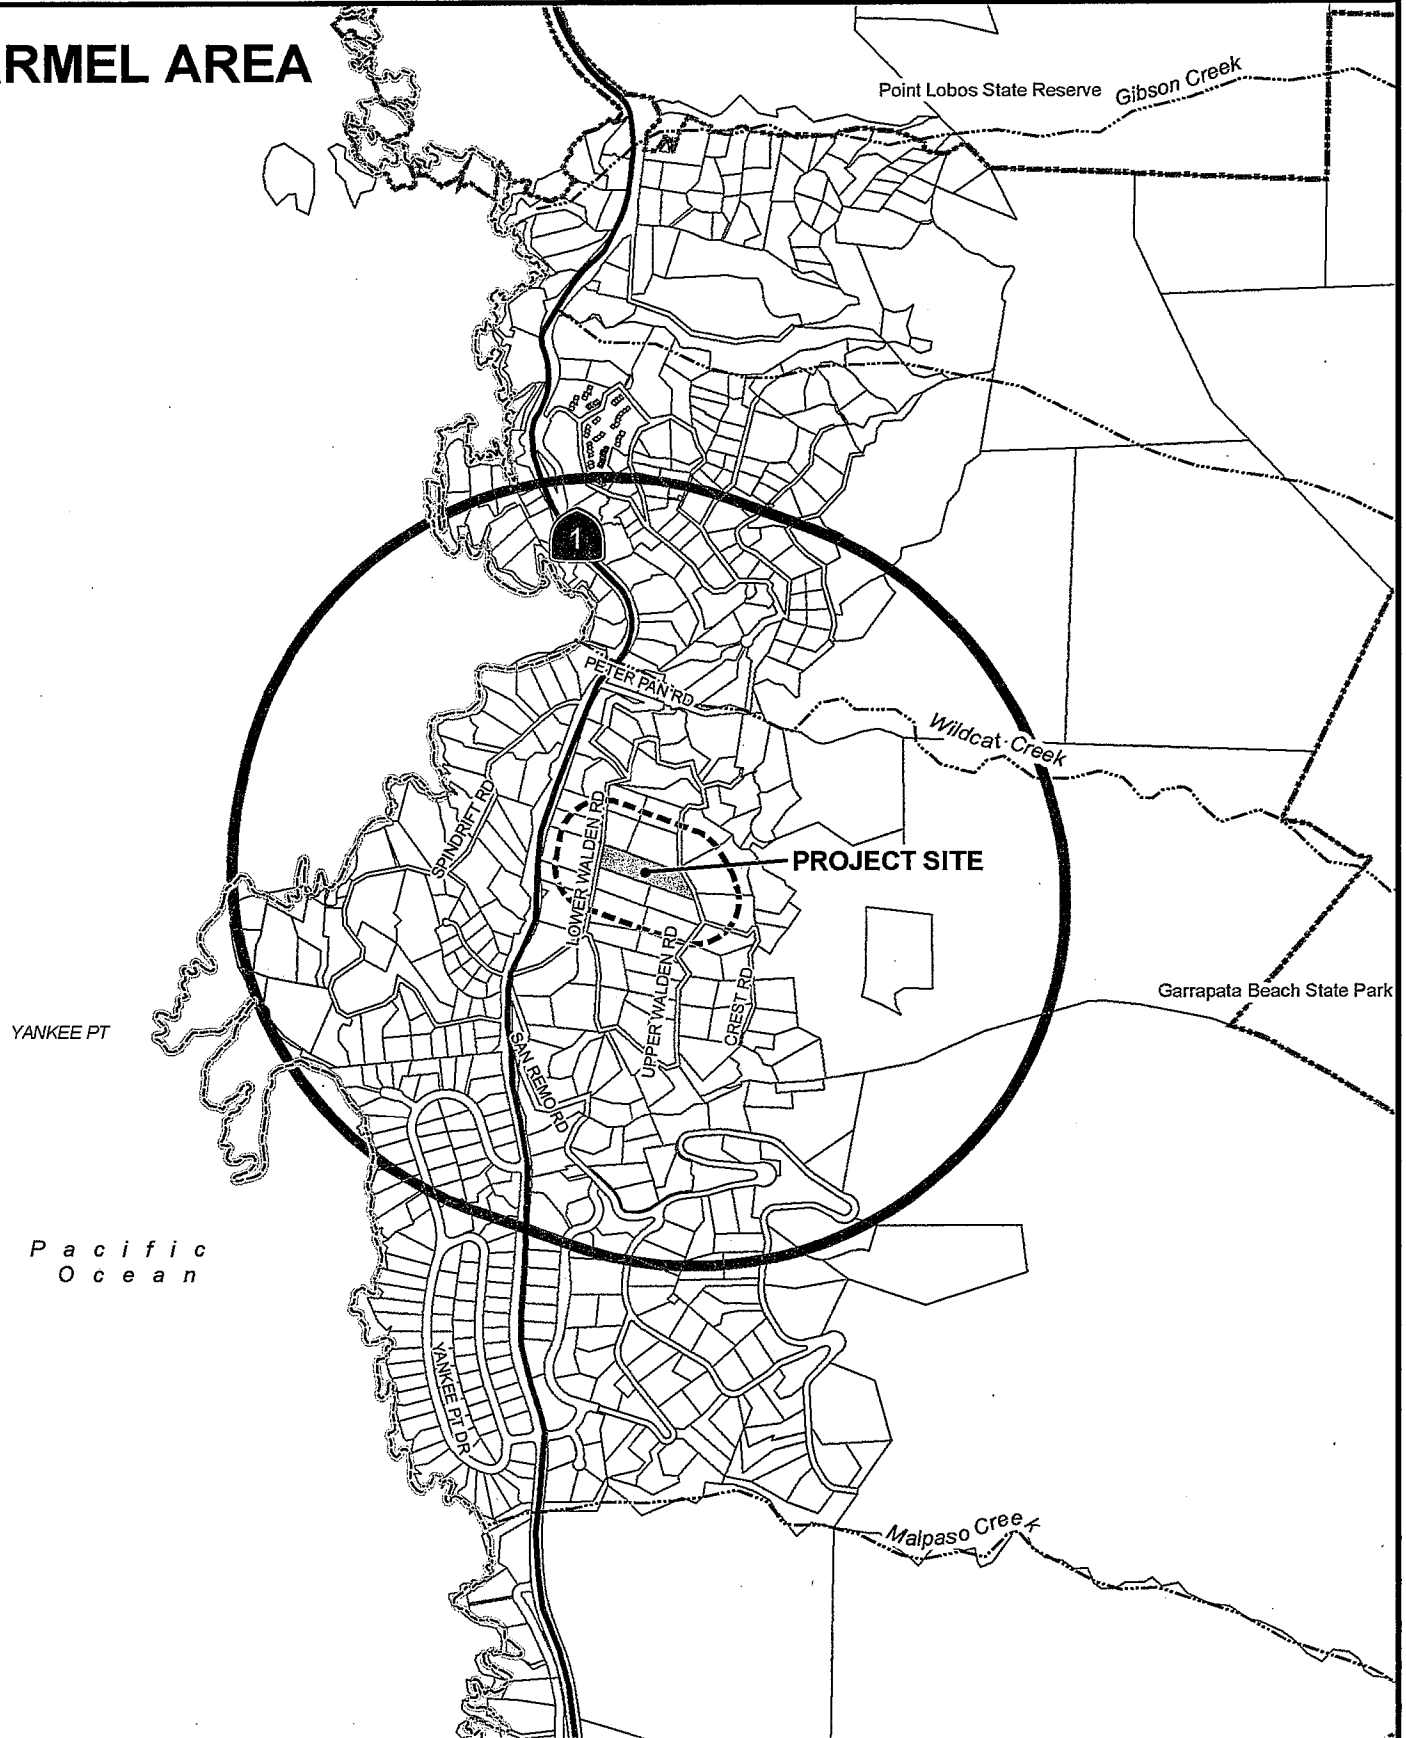 RMEL AREA
Point Lobos State Reserve
Gibson Creek
1
PETER PAN RD
Wildcat Creek
SPINDRIFT RD
LOWER WALDEN RD
PROJECT SITE
UPPER WALDEN RD
CREST RD
Garrapata Beach State Park
YANKEE PT
SAN REMO RD
Pacific
Ocean
YANKEE PT DR
Malpaso Creek